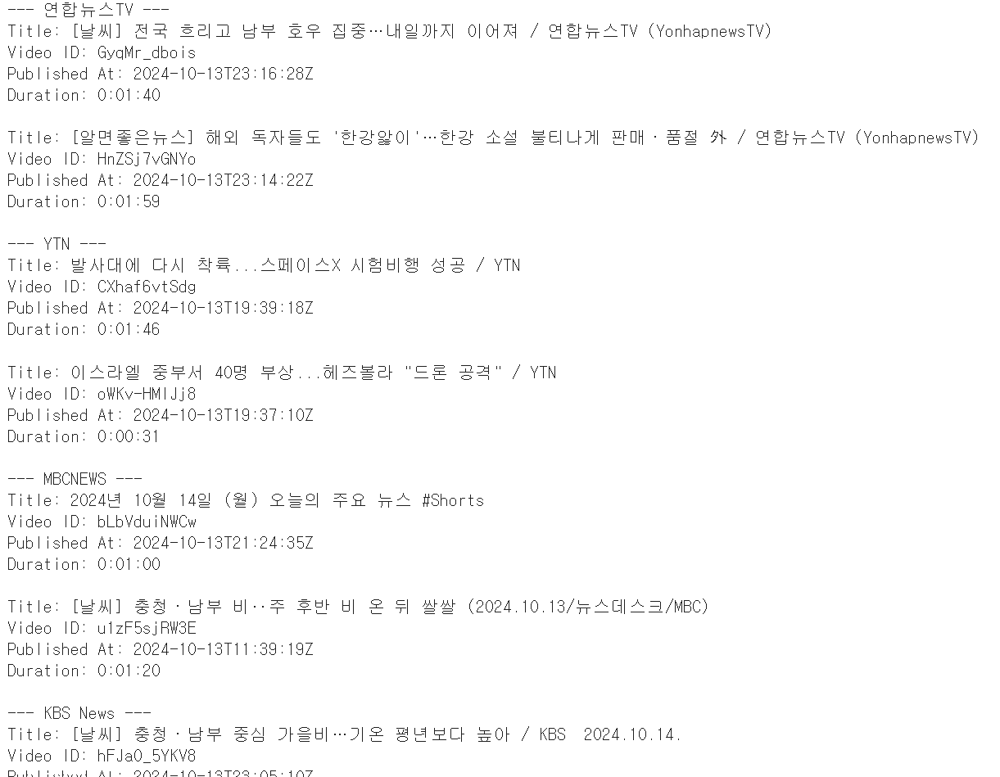 --- 연합뉴스TV ---
Title: [날씨] 전국 흐리고 남부 호우 집중…내일까지 이어져 / 연합뉴스TV (YonhapnewsTV)
Video ID: GyqMr_dbois
Published At: 2024-10-13T23:16:28Z
Duration: 0:01:40
Title: [알면좋은뉴스] 해외 독자들도 '한강앓이'…한강 소설 불티나게 판매·품절 外 / 연합뉴스TV (YonhapnewsTV)
Video ID: HnZSj7vGNYo
Published At: 2024-10-13T23:14:22Z
Duration: 0:01:59
--- YTN ---
Title: 발사대에 다시 착륙...스페이스X 시험비행 성공 / YTN
Video ID: CXhaf6vtSdg
Published At: 2024-10-13T19:39:18Z
Duration: 0:01:46
Title: 이스라엘 중부서 40명 부상...헤즈볼라 "드론 공격" / YTN
Video ID: oWKv-HMIJj8
Published At: 2024-10-13T19:37:10Z
Duration: 0:00:31
--- MBCNEWS ---
Title: 2024년 10월 14일 (월) 오늘의 주요 뉴스 #Shorts
Video ID: bLbVduiNWCw
Published At: 2024-10-13T21:24:35Z
Duration: 0:01:00
Title: [날씨] 충청·남부 비‥주 후반 비 온 뒤 쌀쌀 (2024.10.13/뉴스데스크/MBC)
Video ID: u1zF5sjRW3E
Published At: 2024-10-13T11:39:19Z
Duration: 0:01:20
--- KBS News ---
Title: [날씨] 충청·남부 중심 가을비…기온 평년보다 높아 / KBS  2024.10.14.
Video ID: hFJaO_5YKV8
Published At: 2024-10-13T23:05:10Z